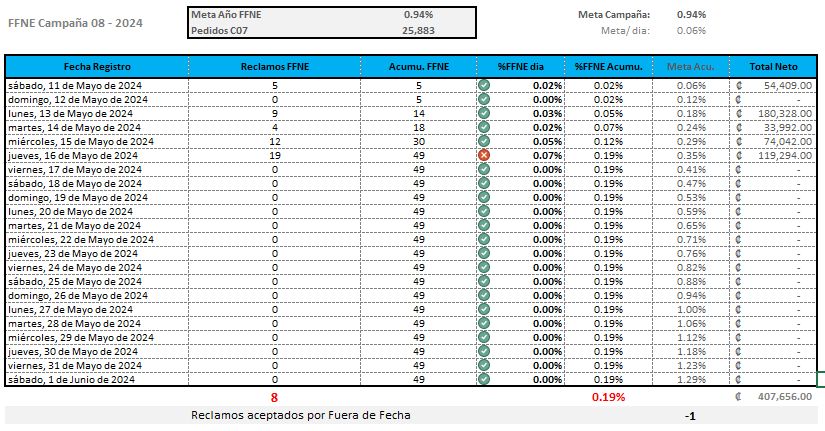 FFNE Campaña 08 - 2024
Meta Año FFNE 0.94%
Pedidos C07 25,883
Meta Campaña: 0.94%
Meta/ dia: 0.06%
Fecha Registro Reclamos FFNE Acumu. FFNE %FFNE dia %FFNE Acumu. Meta Acu. Total Neto
sábado, 11 de Mayo de 2024 5 5 0.02% 0.02% 0.06% ₡ 54,409.00
domingo, 12 de Mayo de 2024 0 5 0.00% 0.02% 0.12% ₡ -
lunes, 13 de Mayo de 2024 9 14 0.03% 0.05% 0.18% ₡ 180,328.00
martes, 14 de Mayo de 2024 4 18 0.02% 0.07% 0.24% ₡ 33,992.00
miércoles, 15 de Mayo de 2024 12 30 0.05% 0.12% 0.29% ₡ 74,042.00
jueves, 16 de Mayo de 2024 19 49 0.07% 0.19% 0.35% ₡ 119,294.00
viernes, 17 de Mayo de 2024 0 49 0.00% 0.19% 0.41% ₡ -
sábado, 18 de Mayo de 2024 0 49 0.00% 0.19% 0.47% ₡ -
domingo, 19 de Mayo de 2024 0 49 0.00% 0.19% 0.53% ₡ -
lunes, 20 de Mayo de 2024 0 49 0.00% 0.19% 0.59% ₡ -
martes, 21 de Mayo de 2024 0 49 0.00% 0.19% 0.65% ₡ -
miércoles, 22 de Mayo de 2024 0 49 0.00% 0.19% 0.71% ₡ -
jueves, 23 de Mayo de 2024 0 49 0.00% 0.19% 0.76% ₡ -
viernes, 24 de Mayo de 2024 0 49 0.00% 0.19% 0.82% ₡ -
sábado, 25 de Mayo de 2024 0 49 0.00% 0.19% 0.88% ₡ -
domingo, 26 de Mayo de 2024 0 49 0.00% 0.19% 0.94% ₡ -
lunes, 27 de Mayo de 2024 0 49 0.00% 0.19% 1.00% ₡ -
martes, 28 de Mayo de 2024 0 49 0.00% 0.19% 1.06% ₡ -
miércoles, 29 de Mayo de 2024 0 49 0.00% 0.19% 1.12% ₡ -
jueves, 30 de Mayo de 2024 0 49 0.00% 0.19% 1.18% ₡ -
viernes, 31 de Mayo de 2024 0 49 0.00% 0.19% 1.23% ₡ -
sábado, 1 de Junio de 2024 0 49 0.00% 0.19% 1.29% ₡ -
8 0.19% ₡ 407,656.00
Reclamos aceptados por Fuera de Fecha -1